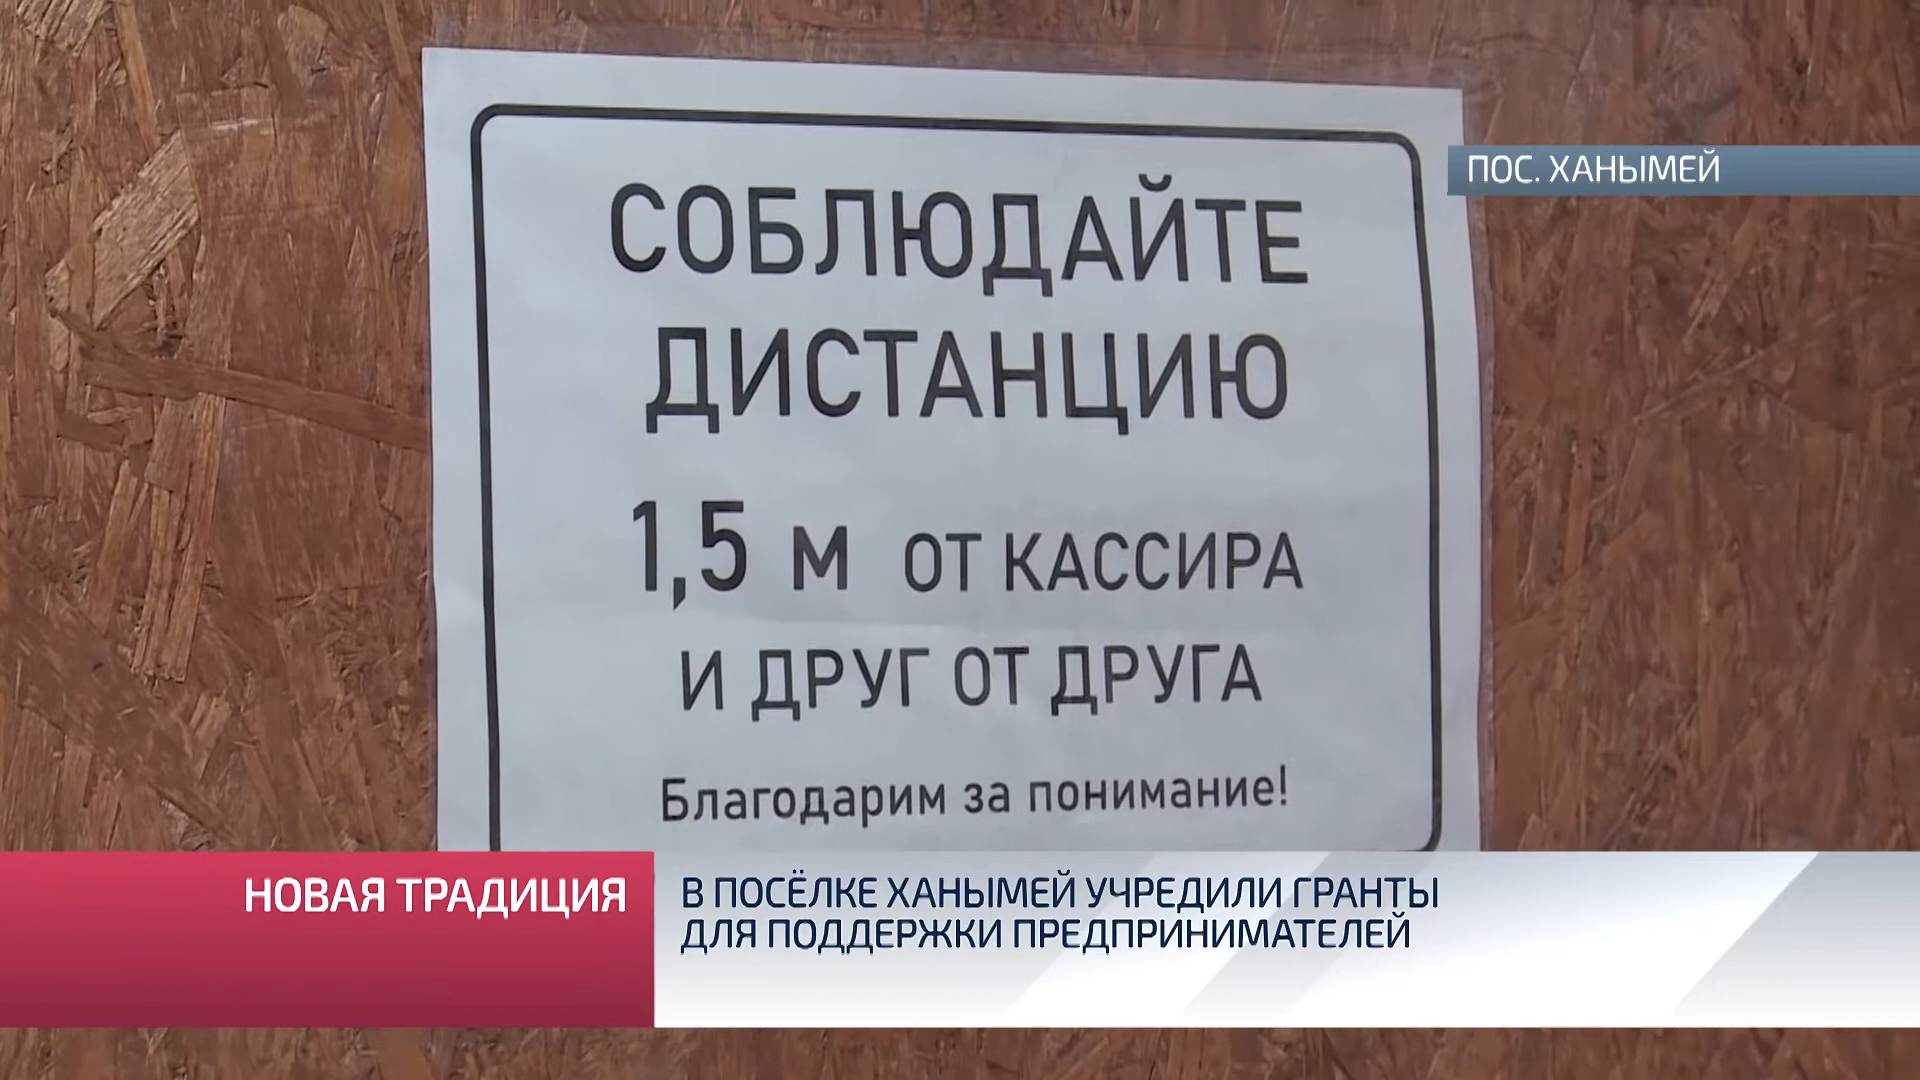 ПОС. ХАНЫМЕЙ
СОБЛЮДАЙТЕ
ДИСТАНЦИЮ
1,5 м ОТ КАССИРА
И ДРУГ ОТ ДРУГА
Благодарим за понимание!
НОВАЯ ТРАДИЦИЯ
В ПОСЁЛКЕ ХАНЫМЕЙ УЧРЕДИЛИ ГРАНТЫ
ДЛЯ ПОДДЕРЖКИ ПРЕДПРИНИМАТЕЛЕЙ